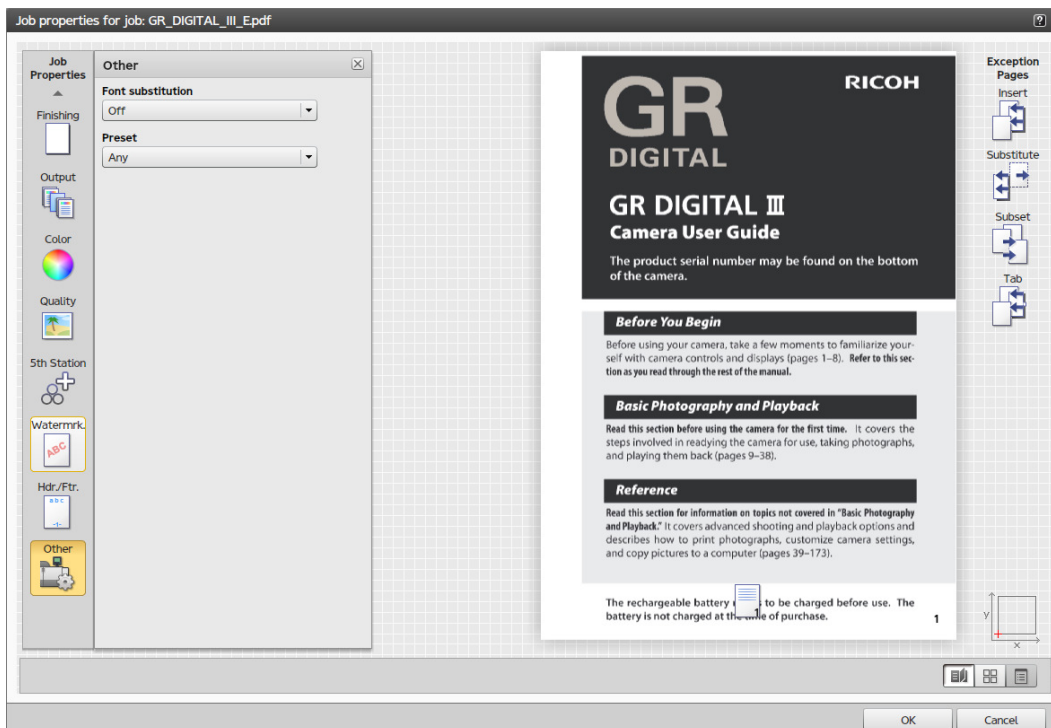 Job properties for job: GR_DIGITAL_III_E.pdf
?
Job
Properties
Finishing
Output
Color
Quality
5th Station
Watermrk.
ABC
Hdr./Ftr.
abc
-1-
Other
Other
Font substitution
Off
Preset
Any
GR
DIGITAL
RICOH
GR DIGITAL III
Camera User Guide
The product serial number may be found on the bottom
of the camera.
Before You Begin
Before using your camera, take a few moments to familiarize your-
self with camera controls and displays (pages 1–8). Refer to this sec-
tion as you read through the rest of the manual.
Basic Photography and Playback
Read this section before using the camera for the first time. It covers the
steps involved in readying the camera for use, taking photographs,
and playing them back (pages 9–38).
Reference
Read this section for information on topics not covered in “Basic Photography
and Playback.” It covers advanced shooting and playback options and
describes how to print photographs, customize camera settings,
and copy pictures to a computer (pages 39–173).
The rechargeable battery to be charged before use. The
battery is not charged at the of purchase.
1
1
Exception
Pages
Insert
Substitute
Subset
Tab
y
x
OK
Cancel